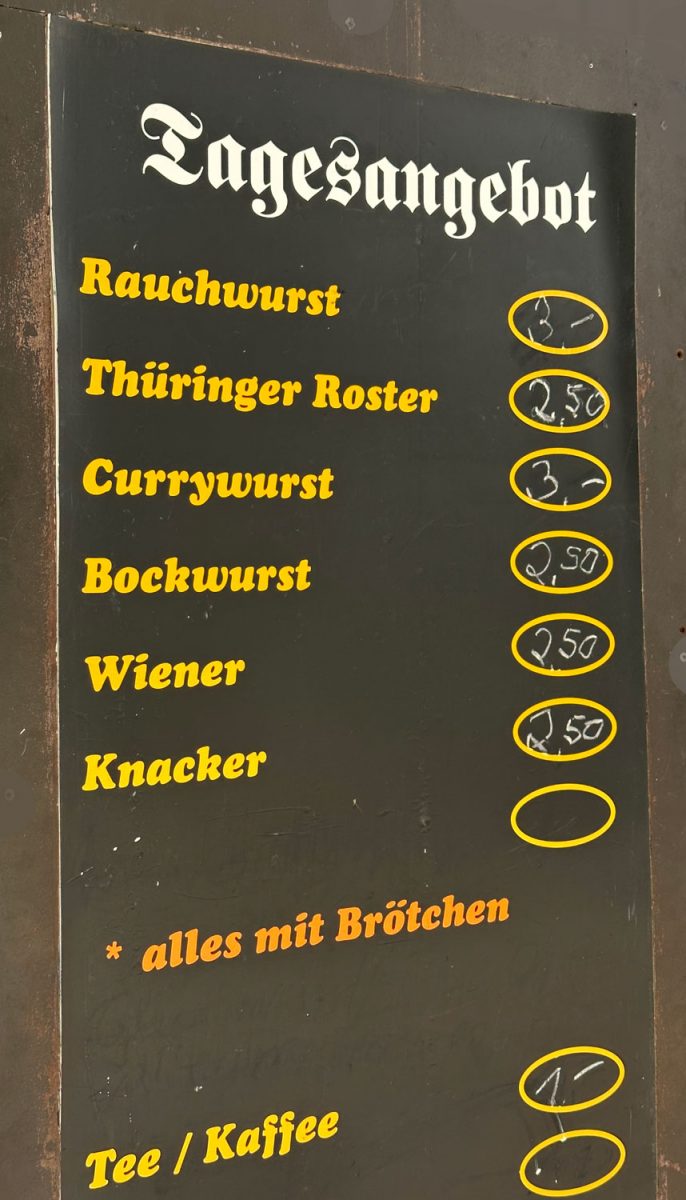 Tagesangebot
Rauchwurst 3,-
Thüringer Roster 2,50
Currywurst 3,-
Bockwurst 2,50
Wiener 2,50
Knacker 2,50
* alles mit Brötchen
Tee / Kaffee 1,-